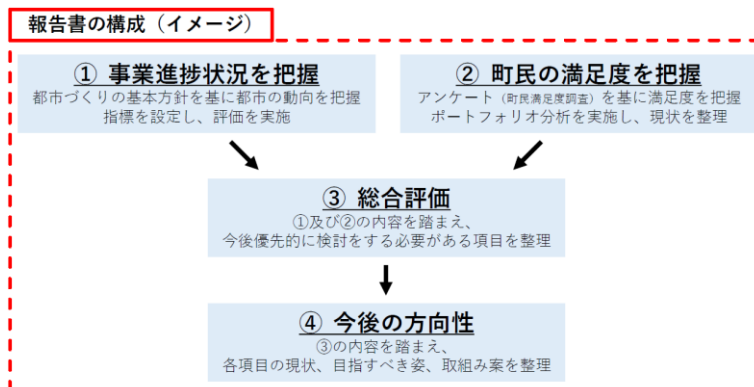 報告書の構成（イメージ）
① 事業進捗状況を把握
都市づくりの基本方針を基に都市の動向を把握
指標を設定し、評価を実施
② 町民の満足度を把握
アンケート（町民満足度調査）を基に満足度を把握
ポートフォリオ分析を実施し、現状を整理
③ 総合評価
①及び②の内容を踏まえ、
今後優先的に検討をする必要がある項目を整理
④ 今後の方向性
③の内容を踏まえ、
各項目の現状、目指すべき姿、取組み案を整理